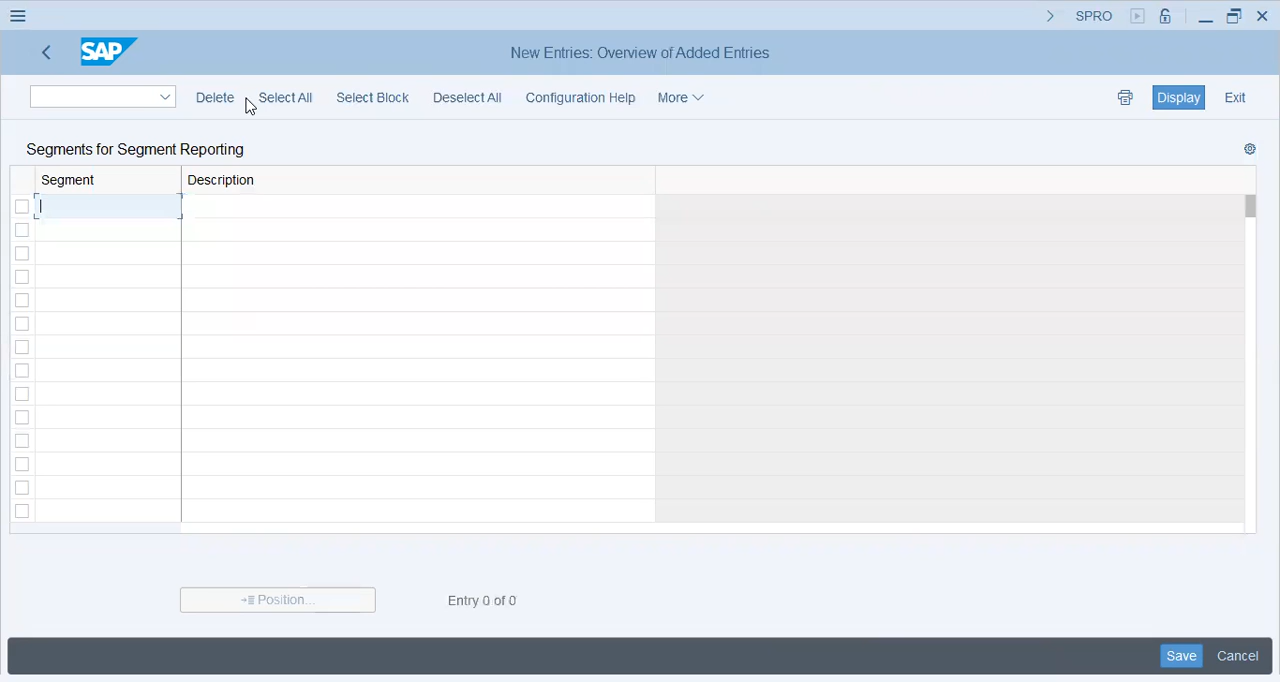 SPRO
SAP
New Entries: Overview of Added Entries
Delete Select All Select Block Deselect All Configuration Help More Display Exit
Segments for Segment Reporting
Segment Description
Position...
Entry 0 of 0
Save Cancel